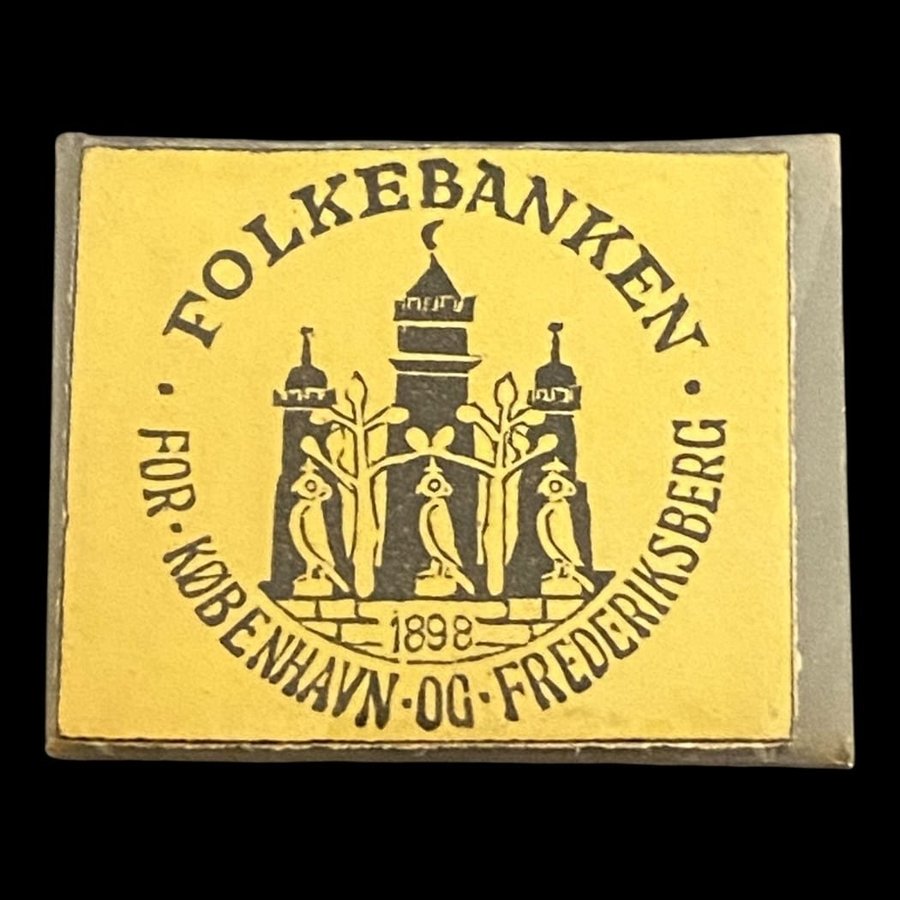 · FOLKEBANKEN ·
FOR · KØBENHAVN · OG · FREDERIKSBERG
1898